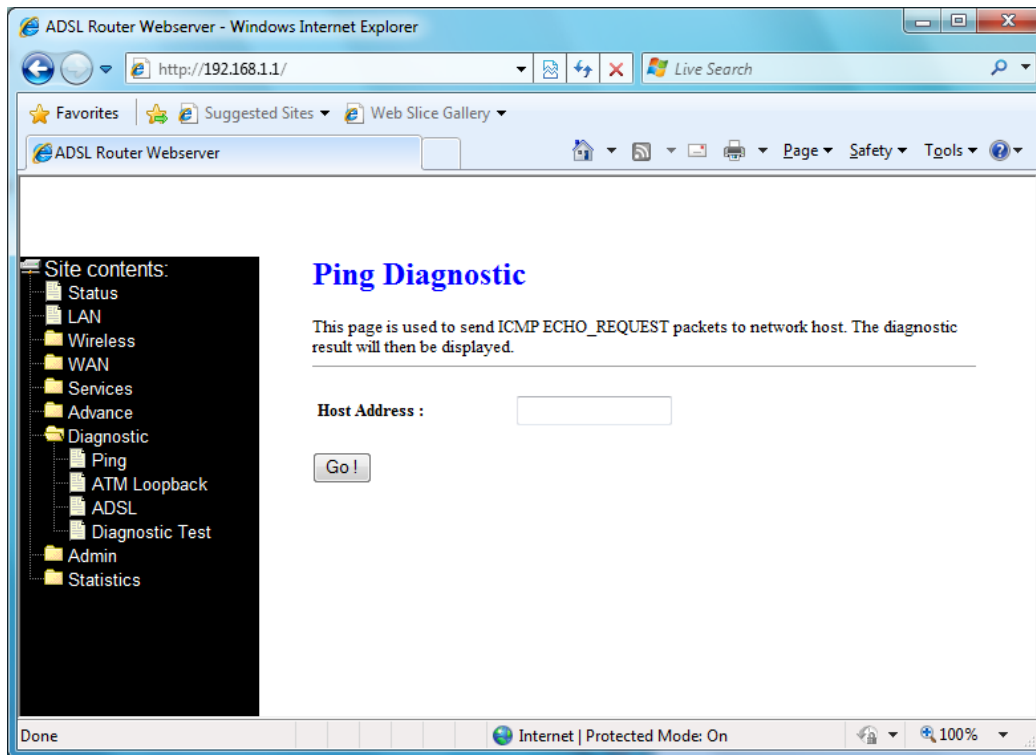 ADSL Router Webserver - Windows Internet Explorer
http://192.168.1.1/
Live Search
Favorites
Suggested Sites
Web Slice Gallery
ADSL Router Webserver
Page
Safety
Tools
Site contents:
Status
LAN
Wireless
WAN
Services
Advance
Diagnostic
Ping
ATM Loopback
ADSL
Diagnostic Test
Admin
Statistics
Ping Diagnostic
This page is used to send ICMP ECHO_REQUEST packets to network host. The diagnostic
result will then be displayed.
Host Address :
Go !
Done
Internet | Protected Mode: On
100%